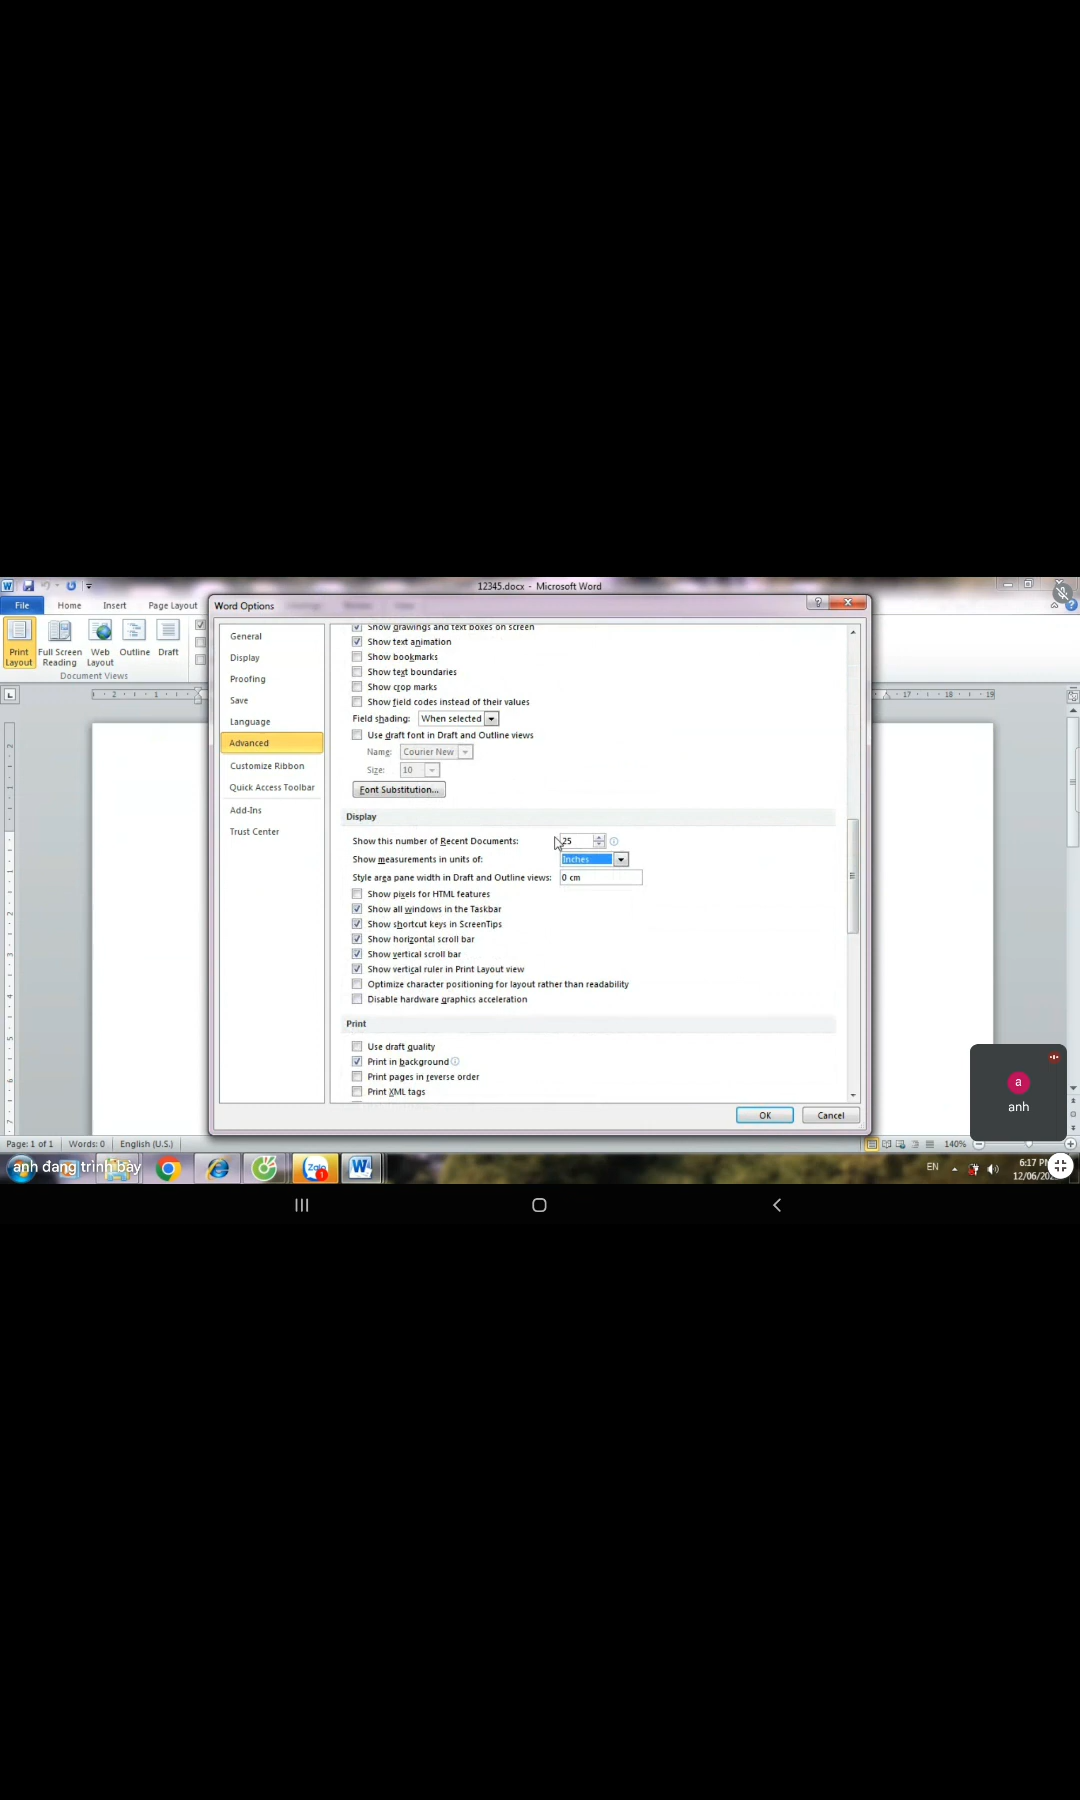 12345.docx - Microsoft Word
File Home Insert Page Layout
Word Options
Print Layout
Full Screen Reading
Web Layout
Outline
Draft
Document Views
General
Display
Proofing
Save
Language
Advanced
Customize Ribbon
Quick Access Toolbar
Add-Ins
Trust Center
Show drawings and text boxes on screen
Show text animation
Show bookmarks
Show text boundaries
Show crop marks
Show field codes instead of their values
Field shading: When selected
Use draft font in Draft and Outline views
Name: Courier New
Size: 10
Font Substitution...
Display
Show this number of Recent Documents: 25
Show measurements in units of: Inches
Style area pane width in Draft and Outline views: 0 cm
Show pixels for HTML features
Show all windows in the Taskbar
Show shortcut keys in ScreenTips
Show horizontal scroll bar
Show vertical scroll bar
Show vertical ruler in Print Layout view
Optimize character positioning for layout rather than readability
Disable hardware graphics acceleration
Print
Use draft quality
Print in background
Print pages in reverse order
Print XML tags
OK Cancel
a
anh
Page: 1 of 1 Words: 0 English (U.S.) 140%
anh đang trình bày
Zalo
1
EN
6:17 P
12/06/20